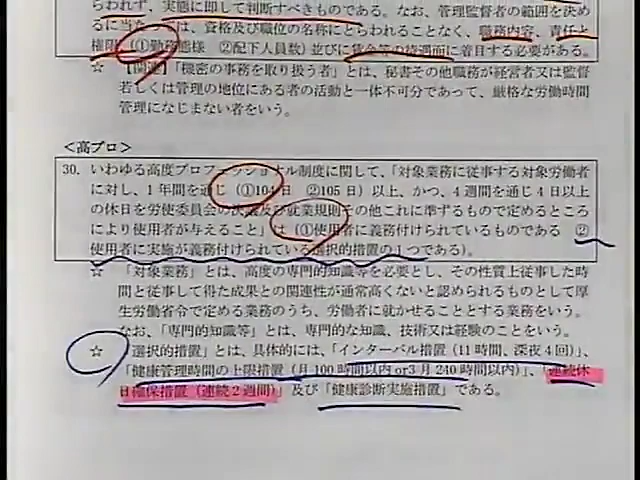 らわれず、実態に即して判断すべきものである。なお、管理監督者の範囲を決め
るに当たっては、資格及び職位の名称にとらわれることなく、職務内容、責任と
権限（①勤務態様　②配下人員数）並びに賃金等の待遇面に着目する必要がある。
☆　【関連】「機密の事務を取り扱う者」とは、秘書その他職務が経営者又は監督
若しくは管理の地位にある者の活動と一体不可分であって、厳格な労働時間
管理になじまない者をいう。
＜高プロ＞
30. いわゆる高度プロフェッショナル制度に関して、「対象業務に従事する対象労働者
に対し、1年間を通じ（①104日　②105日）以上、かつ、4週間を通じ4日以上
の休日を労使委員会の決議及び就業規則その他これに準ずるもので定めるところ
により使用者が与えること」は（①使用者に義務付けられているものである　②
使用者に実施が義務付けられている選択的措置の1つである）。
☆　「対象業務」とは、高度の専門的知識等を必要とし、その性質上従事した時
間と従事して得た成果との関連性が通常高くないと認められるものとして厚
生労働省令で定める業務のうち、労働者に就かせることとする業務をいう。
なお、「専門的知識等」とは、専門的な知識、技術又は経験のことをいう。
☆　「選択的措置」とは、具体的には、「インターバル措置（11時間、深夜4回）」、
「健康管理時間の上限措置（月100時間以内or3月240時間以内）」、「連続休
日確保措置（連続2週間）」及び「健康診断実施措置」である。